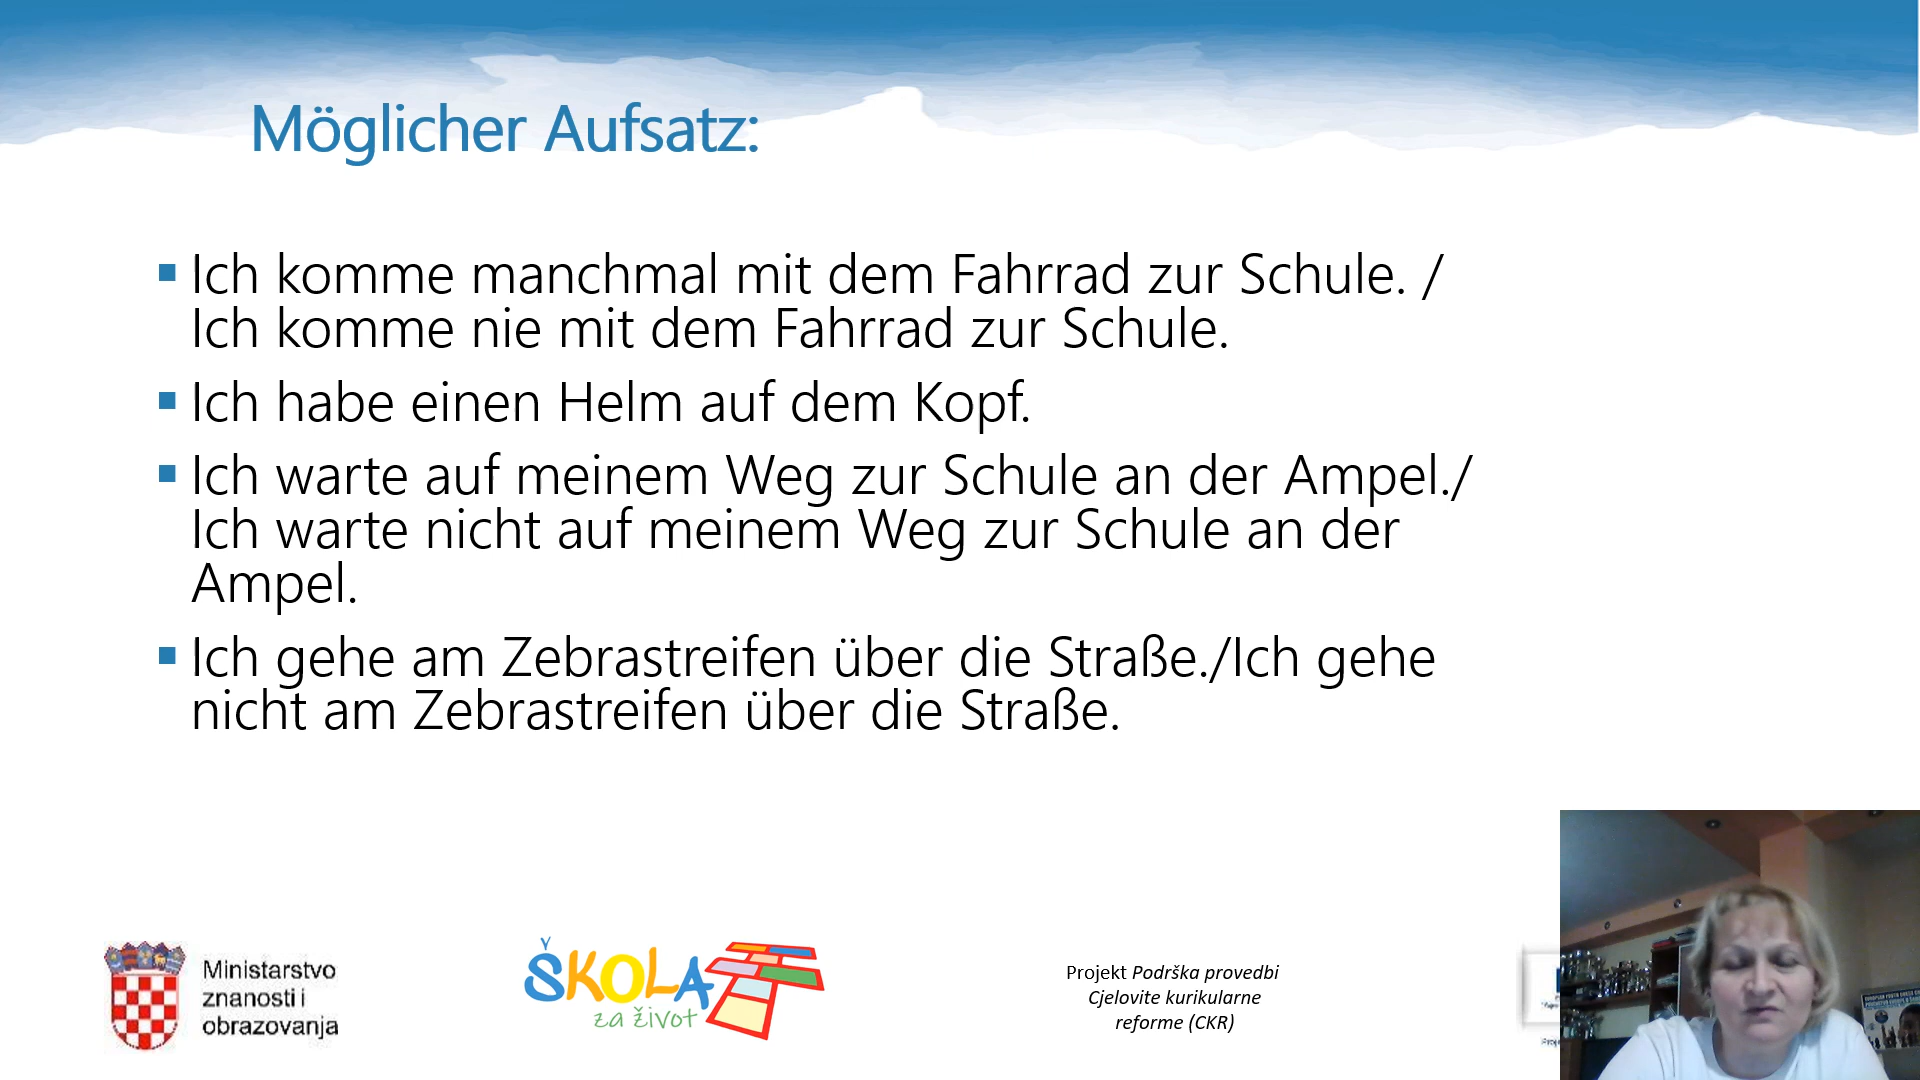 Möglicher Aufsatz:
Ich komme manchmal mit dem Fahrrad zur Schule. /
Ich komme nie mit dem Fahrrad zur Schule.
Ich habe einen Helm auf dem Kopf.
Ich warte auf meinem Weg zur Schule an der Ampel./
Ich warte nicht auf meinem Weg zur Schule an der
Ampel.
Ich gehe am Zebrastreifen über die Straße./Ich gehe
nicht am Zebrastreifen über die Straße.
Ministarstvo
znanosti i
obrazovanja
ŠKOLA
za život
Projekt Podrška provedbi
Cjelovite kurikularne
reforme (CKR)